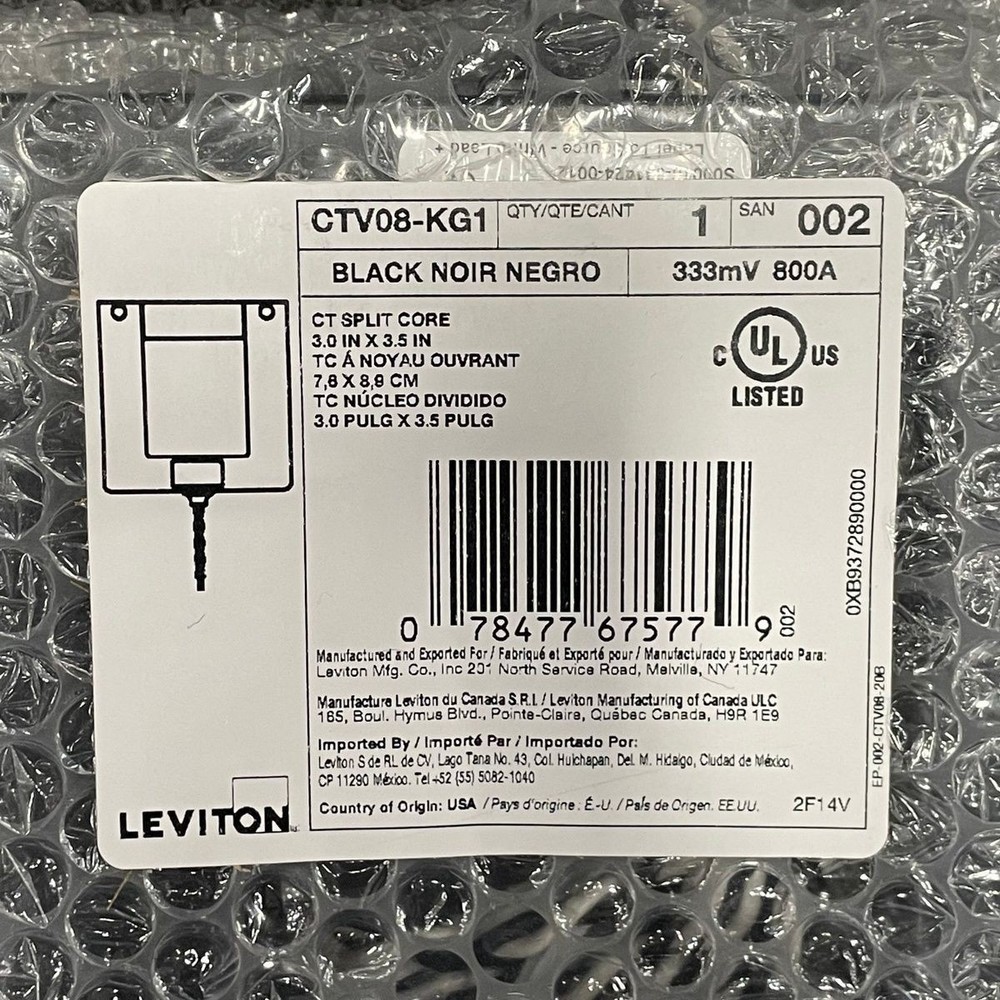 CTV08-KG1 QTY/QTE/CANT 1 SAN 002
BLACK NOIR NEGRO 333mV 800A
CT SPLIT CORE
3.0 IN X 3.5 IN
TC Á NOYAU OUVRANT
7,6 X 8,9 CM
TC NÚCLEO DIVIDIDO
3.0 PULG X 3.5 PULG
C UL US
LISTED
0XB9372890000
0 78477 67577 9 002
Manufactured and Exported For / Fabriqué et Exporté pour / Manufacturado y Exportado Para:
Leviton Mfg. Co., Inc 201 North Service Road, Melville, NY 11747
Manufacture Leviton du Canada S.R.I. / Leviton Manufacturing of Canada ULC
165, Boul. Hymus Blvd., Pointe-Claire, Québec Canada, H9R 1E9
Imported By / Importé Par / Importado Por:
Leviton S de RL de CV, Lago Tana No. 43, Col. Huichapan, Del. M. Hidalgo, Ciudad de México,
CP 11290 México. Tel +52 (55) 5082-1040
Country of Origin: USA / Pays d'origine : É.-U. / País de Origen. EE.UU. 2F14V
EP-002-CTV08-20B
LEVITON